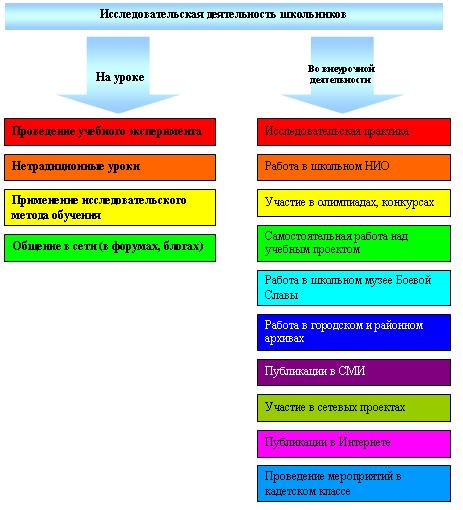 Исследовательская деятельность школьников
На уроке
Проведение учебного эксперимента
Нетрадиционные уроки
Применение исследовательского
метода обучения
Общение в сети (в форумах, блогах)
Во внеурочной
деятельности
Исследовательская практика
Работа в школьном НИО
Участие в олимпиадах, конкурсах
Самостоятельная работа над
учебным проектом
Работа в школьном музее Боевой
Славы
Работа в городском и районном
архивах
Публикации в СМИ
Участие в сетевых проектах
Публикации в Интернете
Проведение мероприятий в
кадетском классе